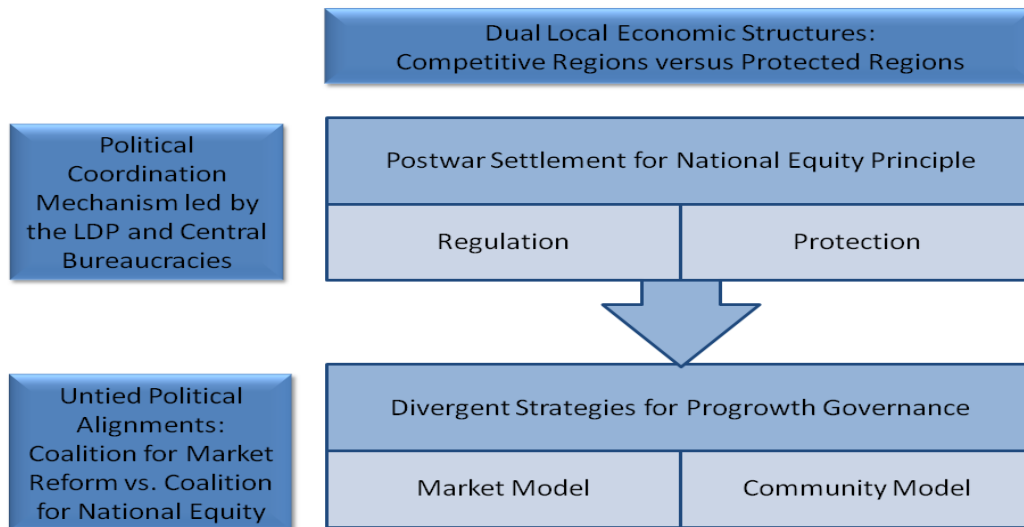 Dual Local Economic Structures:
Competitive Regions versus Protected Regions
Political
Coordination
Mechanism led by
the LDP and Central
Bureaucracies
Postwar Settlement for National Equity Principle
Regulation
Protection
Untied Political
Alignments:
Coalition for Market
Reform vs. Coalition
for National Equity
Divergent Strategies for Progrowth Governance
Market Model
Community Model